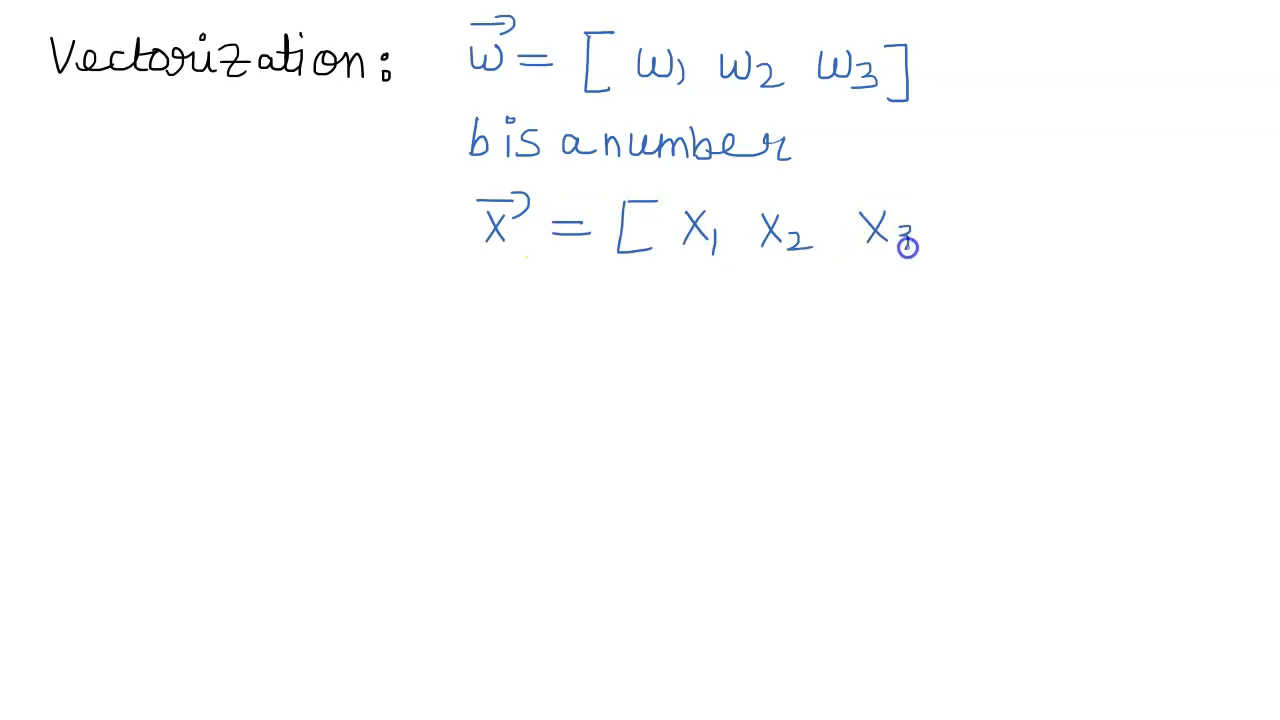 Vectorization: w⃗ = [ w1 w2 w3 ]
b is a number
x⃗ = [ x1 x2 x3